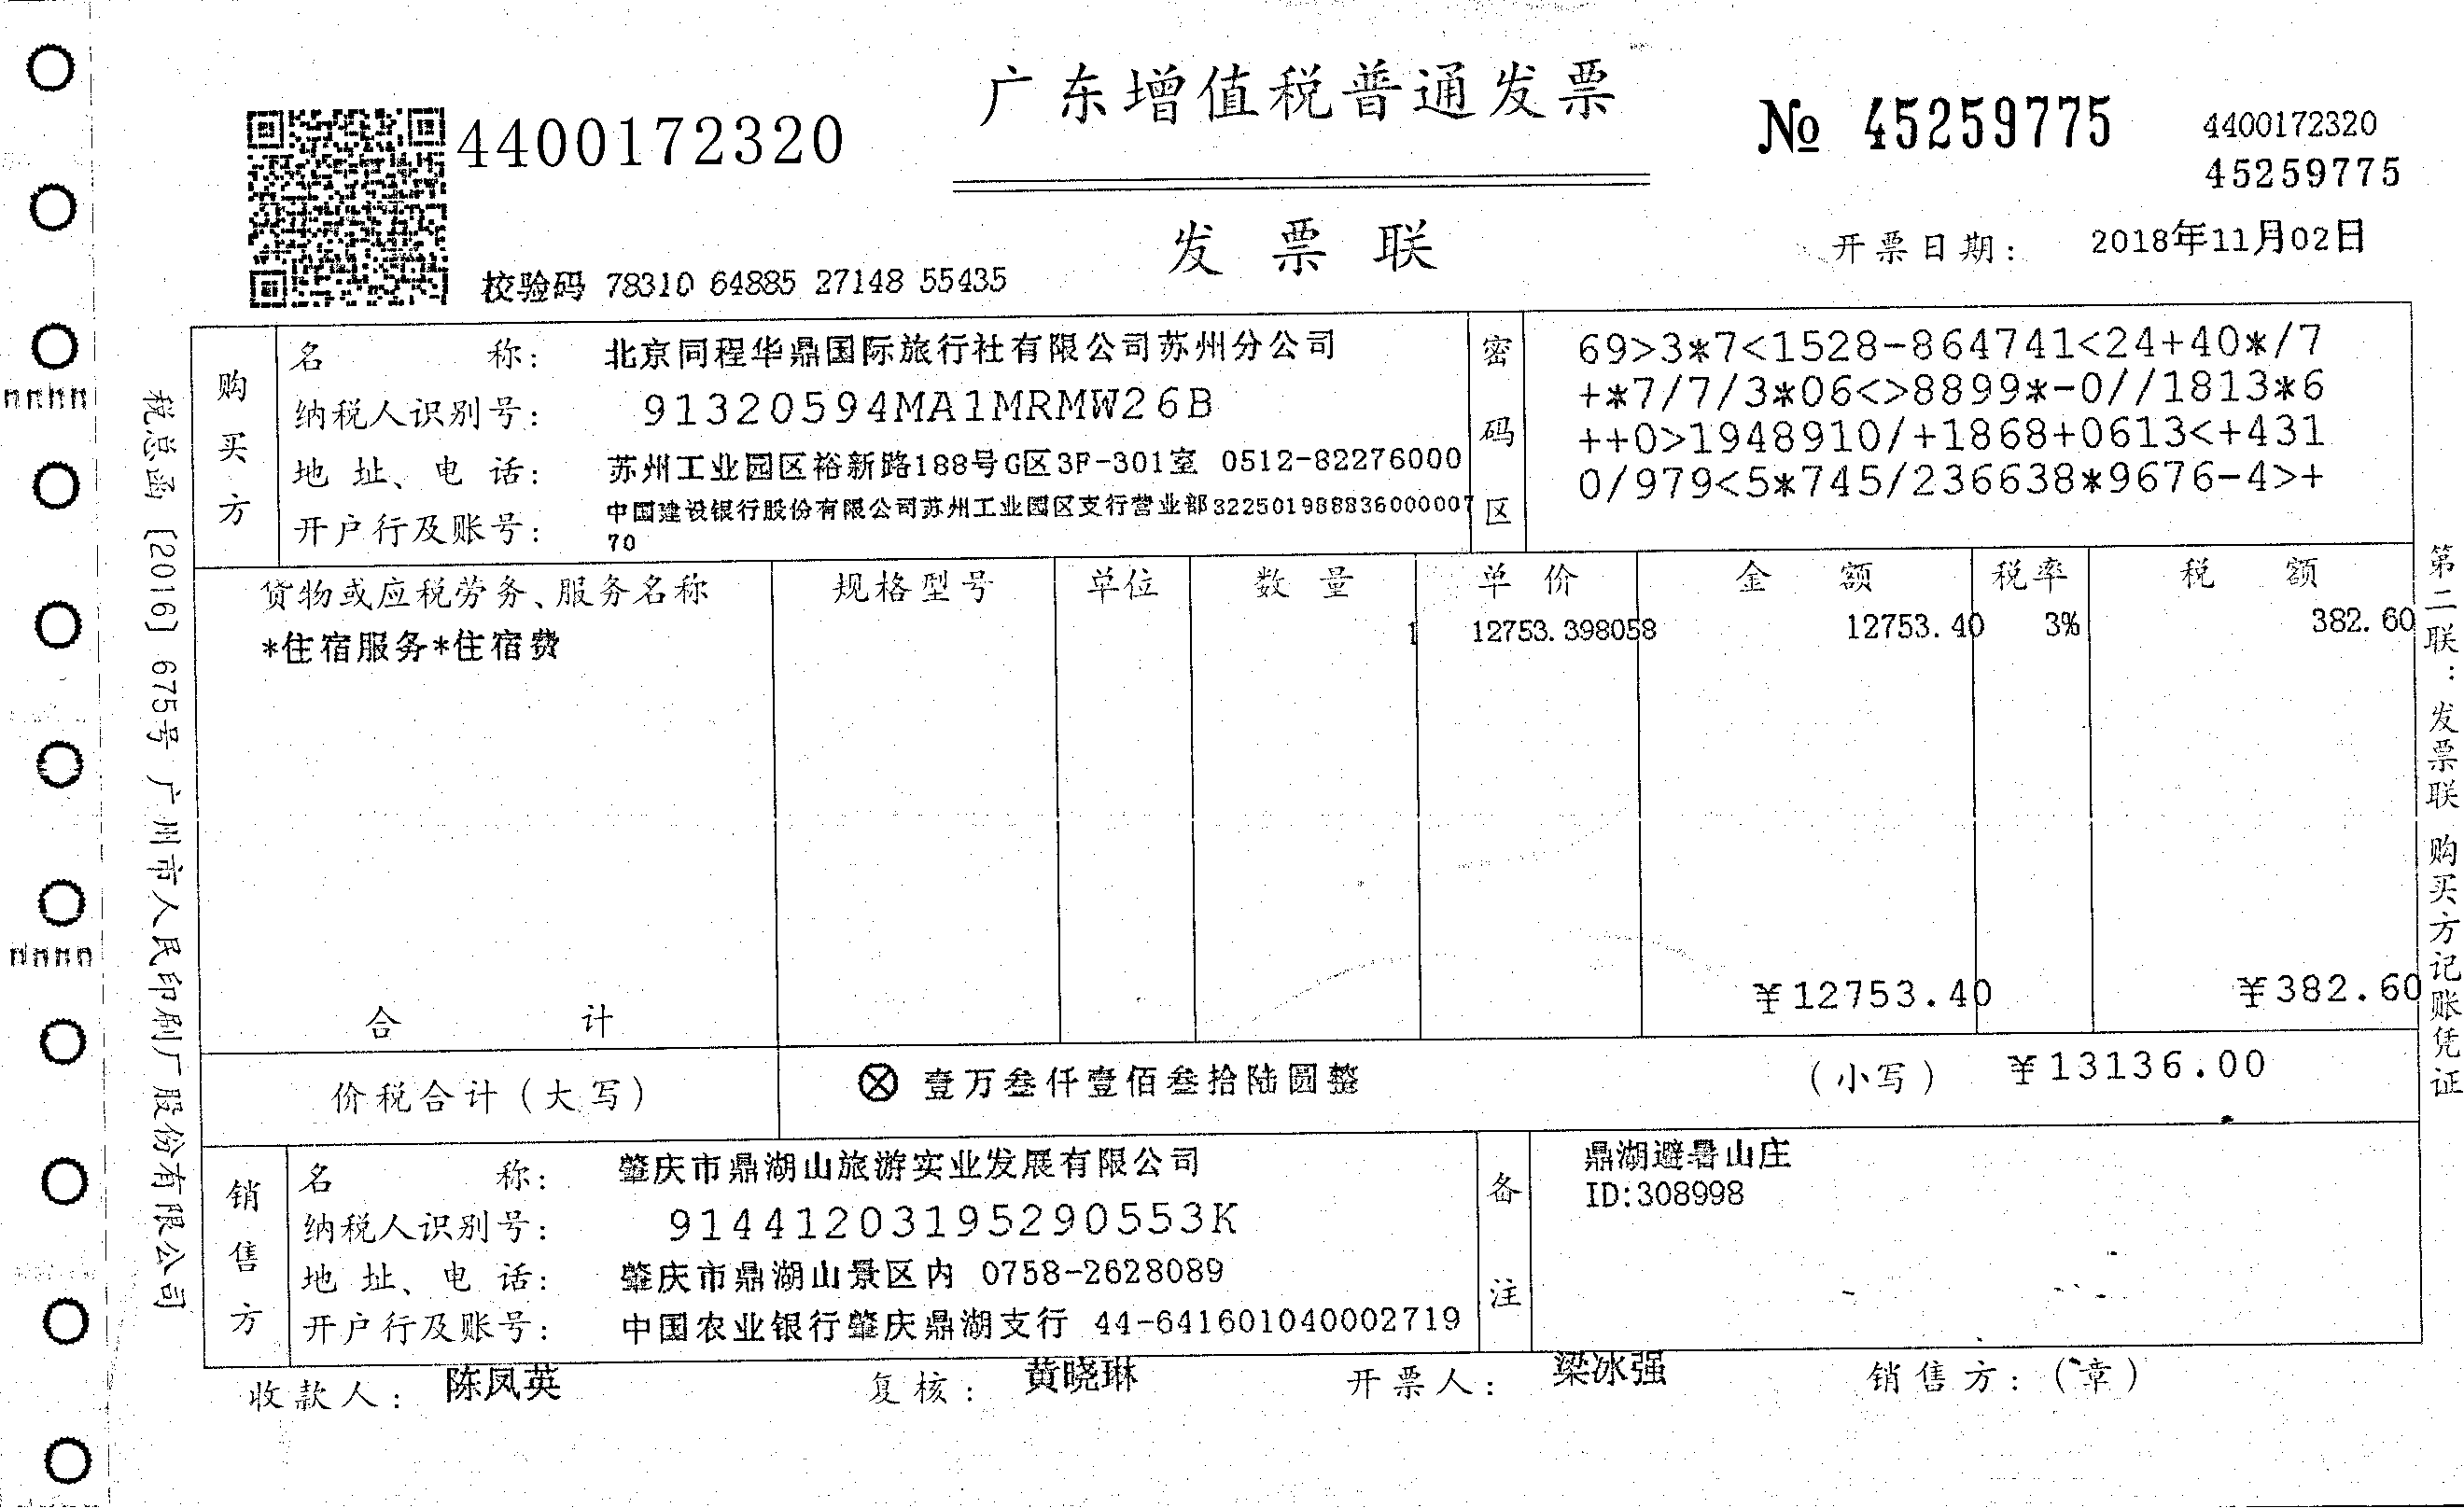 广东增值税普通发票
4400172320
№ 45259775
4400172320
45259775
发票联
校验码 78310 64885 27148 55435
开票日期: 2018年11月02日
购买方
名称: 北京同程华鼎国际旅行社有限公司苏州分公司
纳税人识别号: 91320594MA1MRMW26B
地址、电话: 苏州工业园区裕新路188号G区3F-301室 0512-82276000
开户行及账号: 中国建设银行股份有限公司苏州工业园区支行营业部322501988836000007
70
密码区
69>3*7<1528-864741<24+40*/7
+*7/7/3*06<>8899*-0//1813*6
++0>1948910/+1868+0613<+431
0/979<5*745/236638*9676-4>+
货物或应税劳务、服务名称 规格型号 单位 数量 单价 金额 税率 税额
*住宿服务*住宿费 1 12753.398058 12753.40 3% 382.60
合计 ¥12753.40 ¥382.60
价税合计(大写) ⊗壹万叁仟壹佰叁拾陆圆整 (小写) ¥13136.00
销售方
名称: 肇庆市鼎湖山旅游实业发展有限公司
纳税人识别号: 91441203195290553K
地址、电话: 肇庆市鼎湖山景区内 0758-2628089
开户行及账号: 中国农业银行肇庆鼎湖支行 44-641601040002719
备注
鼎湖避暑山庄
ID:308998
收款人: 陈凤英 复核: 黄晓琳 开票人: 梁冰强 销售方:(章)
税总函[2016]675号 广州市人民印刷厂股份有限公司
第二联:发票联 购买方记账凭证